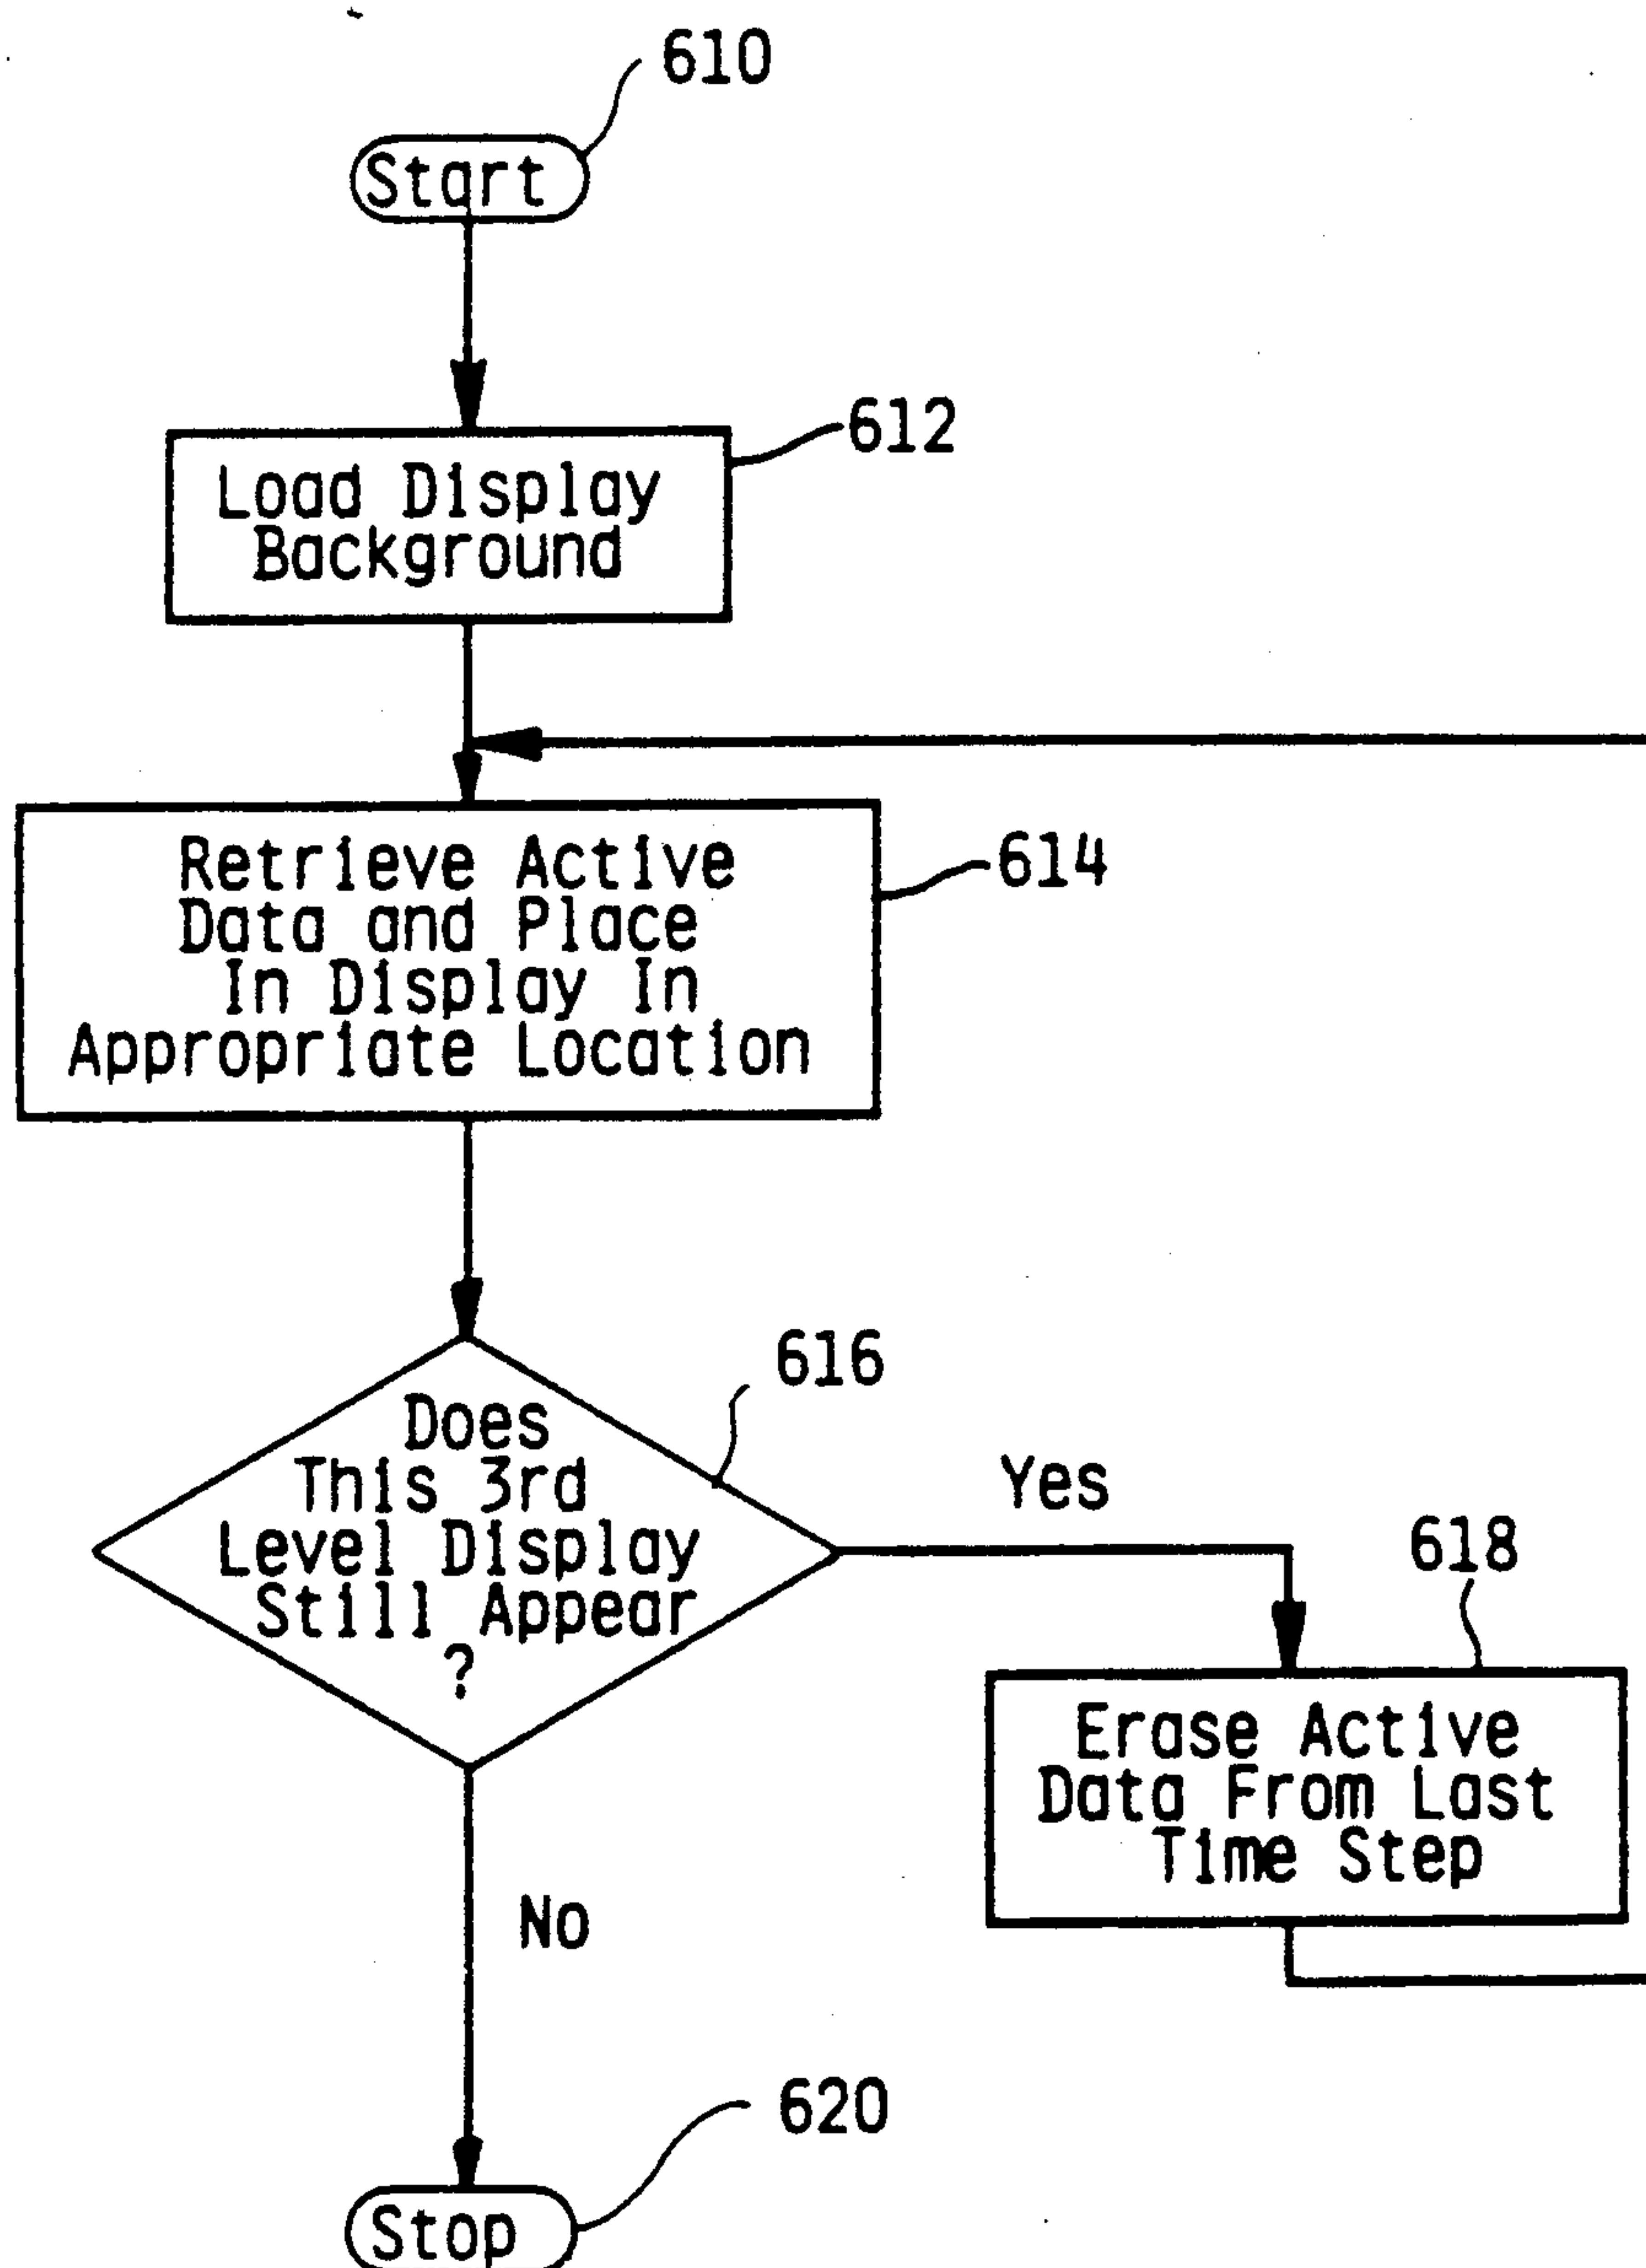 610
Start
612
Load Display
Background
614
Retrieve Active
Data and Place
In Display In
Appropriate Location
616
Does
This 3rd
Level Display
Still Appear
?
Yes
618
Erase Active
Data From Last
Time Step
No
620
Stop